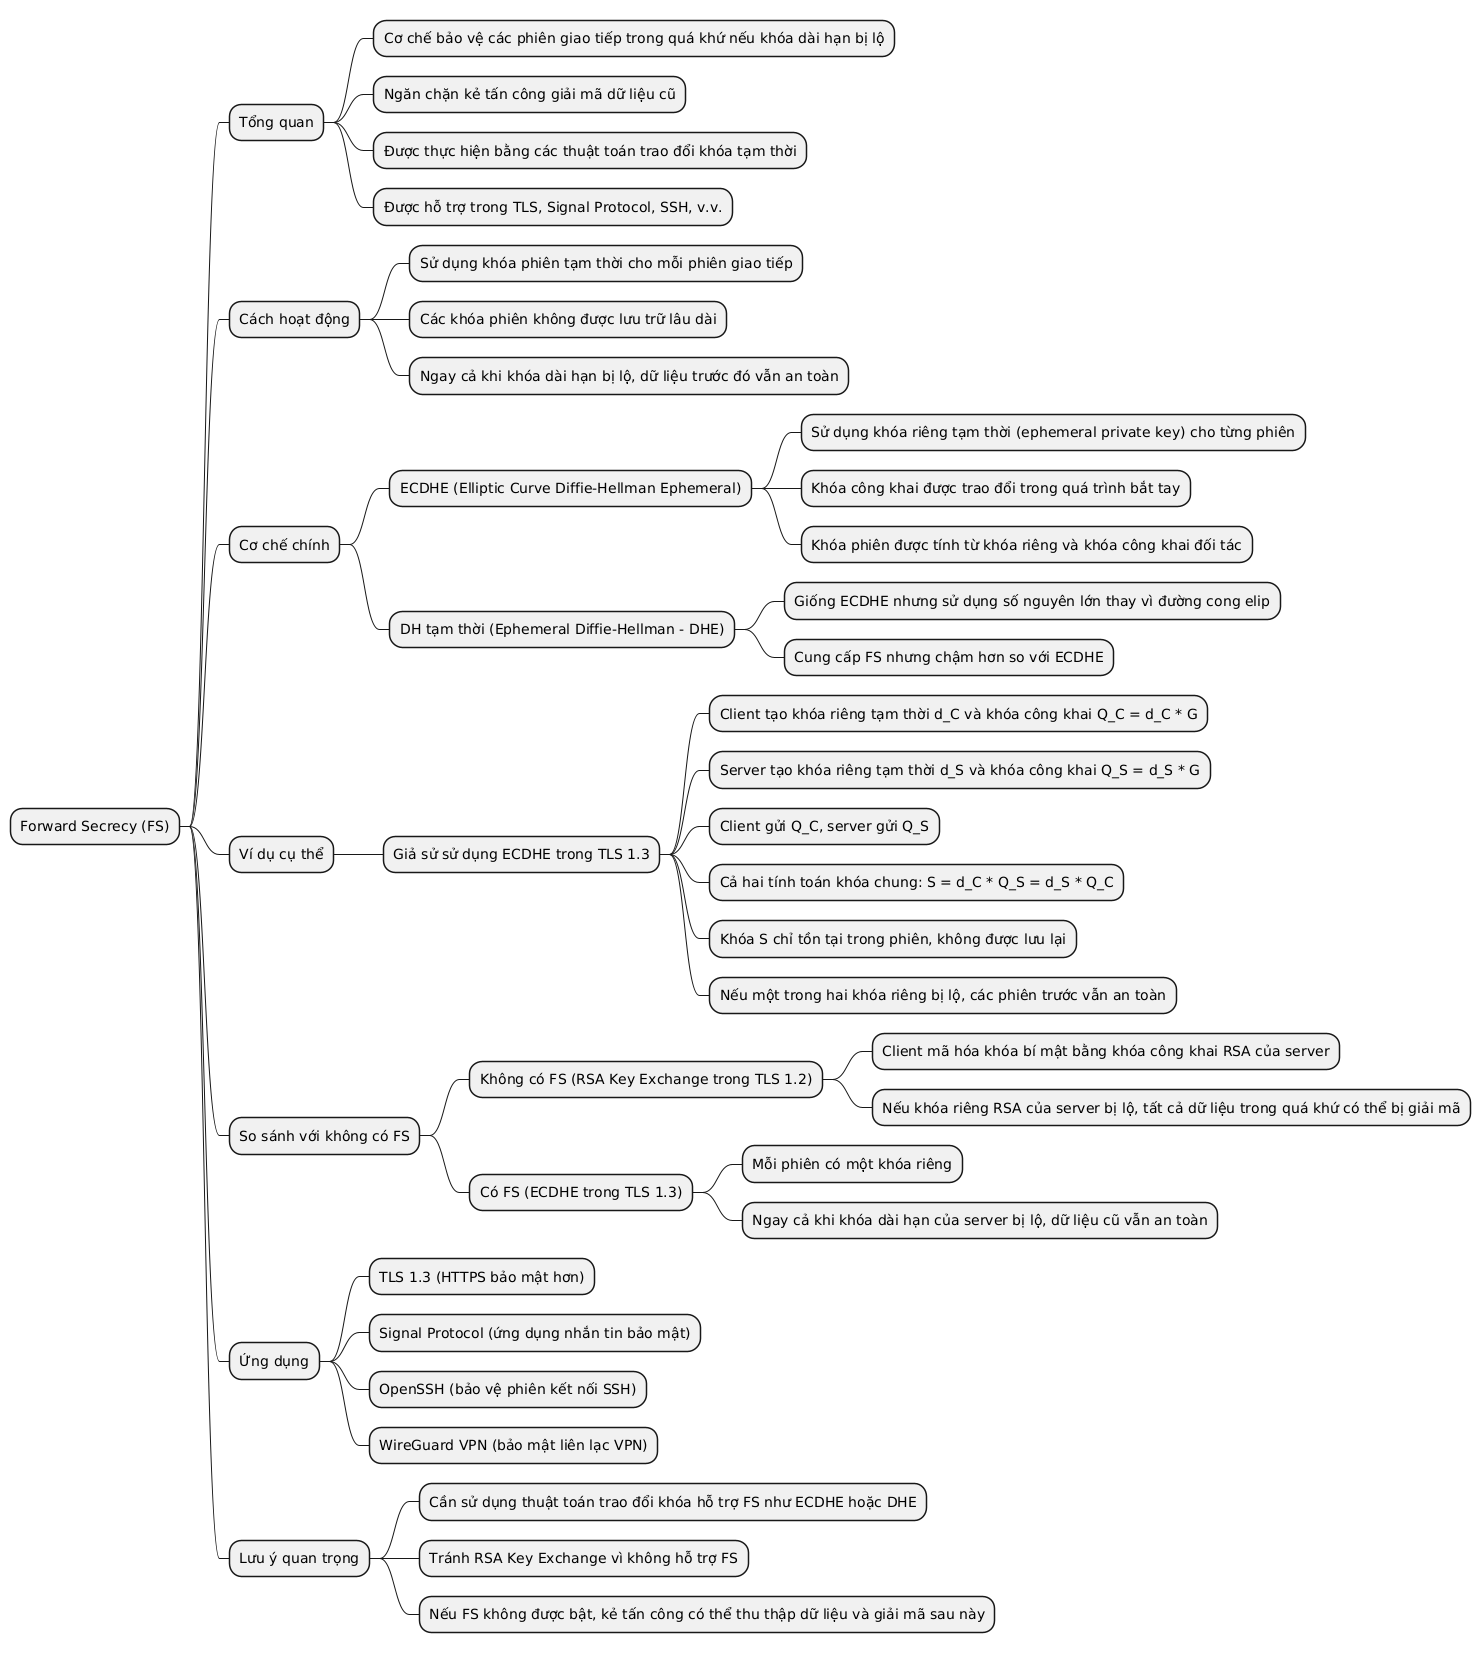 Forward Secrecy (FS)
Tổng quan
Cơ chế bảo vệ các phiên giao tiếp trong quá khứ nếu khóa dài hạn bị lộ
Ngăn chặn kẻ tấn công giải mã dữ liệu cũ
Được thực hiện bằng các thuật toán trao đổi khóa tạm thời
Được hỗ trợ trong TLS, Signal Protocol, SSH, v.v.
Cách hoạt động
Sử dụng khóa phiên tạm thời cho mỗi phiên giao tiếp
Các khóa phiên không được lưu trữ lâu dài
Ngay cả khi khóa dài hạn bị lộ, dữ liệu trước đó vẫn an toàn
Cơ chế chính
ECDHE (Elliptic Curve Diffie-Hellman Ephemeral)
Sử dụng khóa riêng tạm thời (ephemeral private key) cho từng phiên
Khóa công khai được trao đổi trong quá trình bắt tay
Khóa phiên được tính từ khóa riêng và khóa công khai đối tác
DH tạm thời (Ephemeral Diffie-Hellman - DHE)
Giống ECDHE nhưng sử dụng số nguyên lớn thay vì đường cong elip
Cung cấp FS nhưng chậm hơn so với ECDHE
Ví dụ cụ thể
Giả sử sử dụng ECDHE trong TLS 1.3
Client tạo khóa riêng tạm thời d_C và khóa công khai Q_C = d_C * G
Server tạo khóa riêng tạm thời d_S và khóa công khai Q_S = d_S * G
Client gửi Q_C, server gửi Q_S
Cả hai tính toán khóa chung: S = d_C * Q_S = d_S * Q_C
Khóa S chỉ tồn tại trong phiên, không được lưu lại
Nếu một trong hai khóa riêng bị lộ, các phiên trước vẫn an toàn
So sánh với không có FS
Không có FS (RSA Key Exchange trong TLS 1.2)
Client mã hóa khóa bí mật bằng khóa công khai RSA của server
Nếu khóa riêng RSA của server bị lộ, tất cả dữ liệu trong quá khứ có thể bị giải mã
Có FS (ECDHE trong TLS 1.3)
Mỗi phiên có một khóa riêng
Ngay cả khi khóa dài hạn của server bị lộ, dữ liệu cũ vẫn an toàn
Ứng dụng
TLS 1.3 (HTTPS bảo mật hơn)
Signal Protocol (ứng dụng nhắn tin bảo mật)
OpenSSH (bảo vệ phiên kết nối SSH)
WireGuard VPN (bảo mật liên lạc VPN)
Lưu ý quan trọng
Cần sử dụng thuật toán trao đổi khóa hỗ trợ FS như ECDHE hoặc DHE
Tránh RSA Key Exchange vì không hỗ trợ FS
Nếu FS không được bật, kẻ tấn công có thể thu thập dữ liệu và giải mã sau này